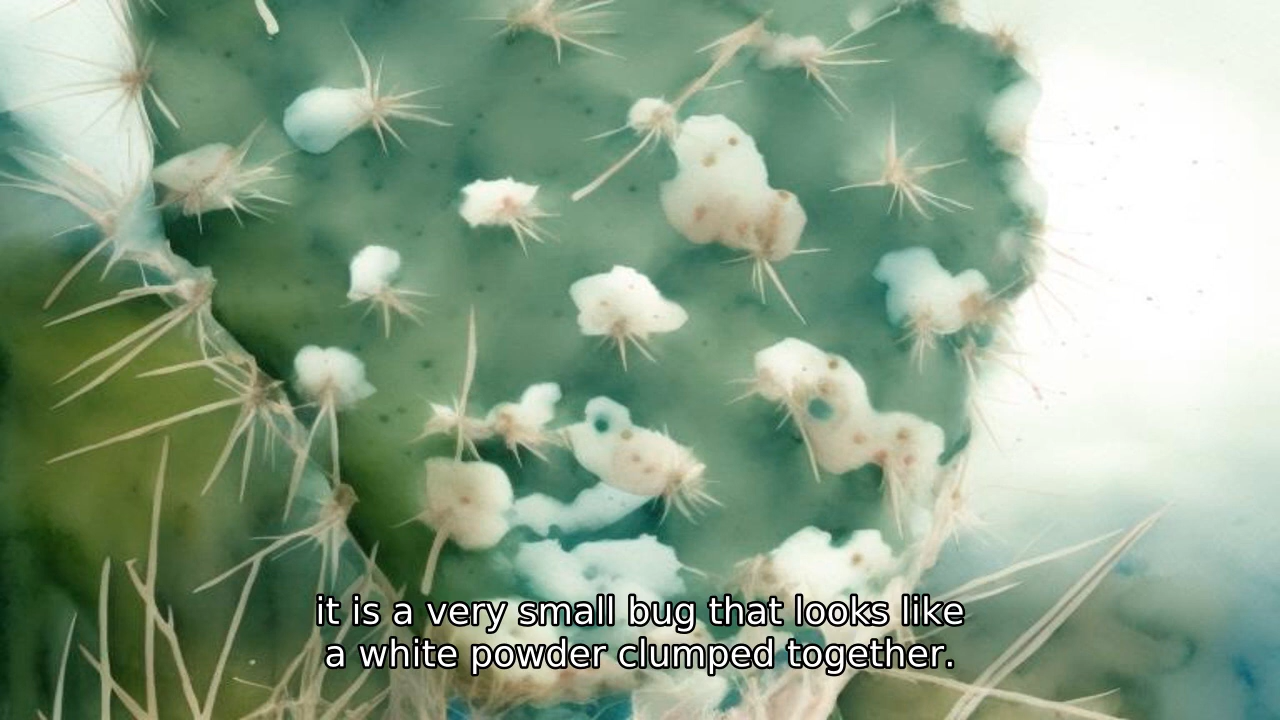 it is a very small bug that looks like
a white powder clumped together.